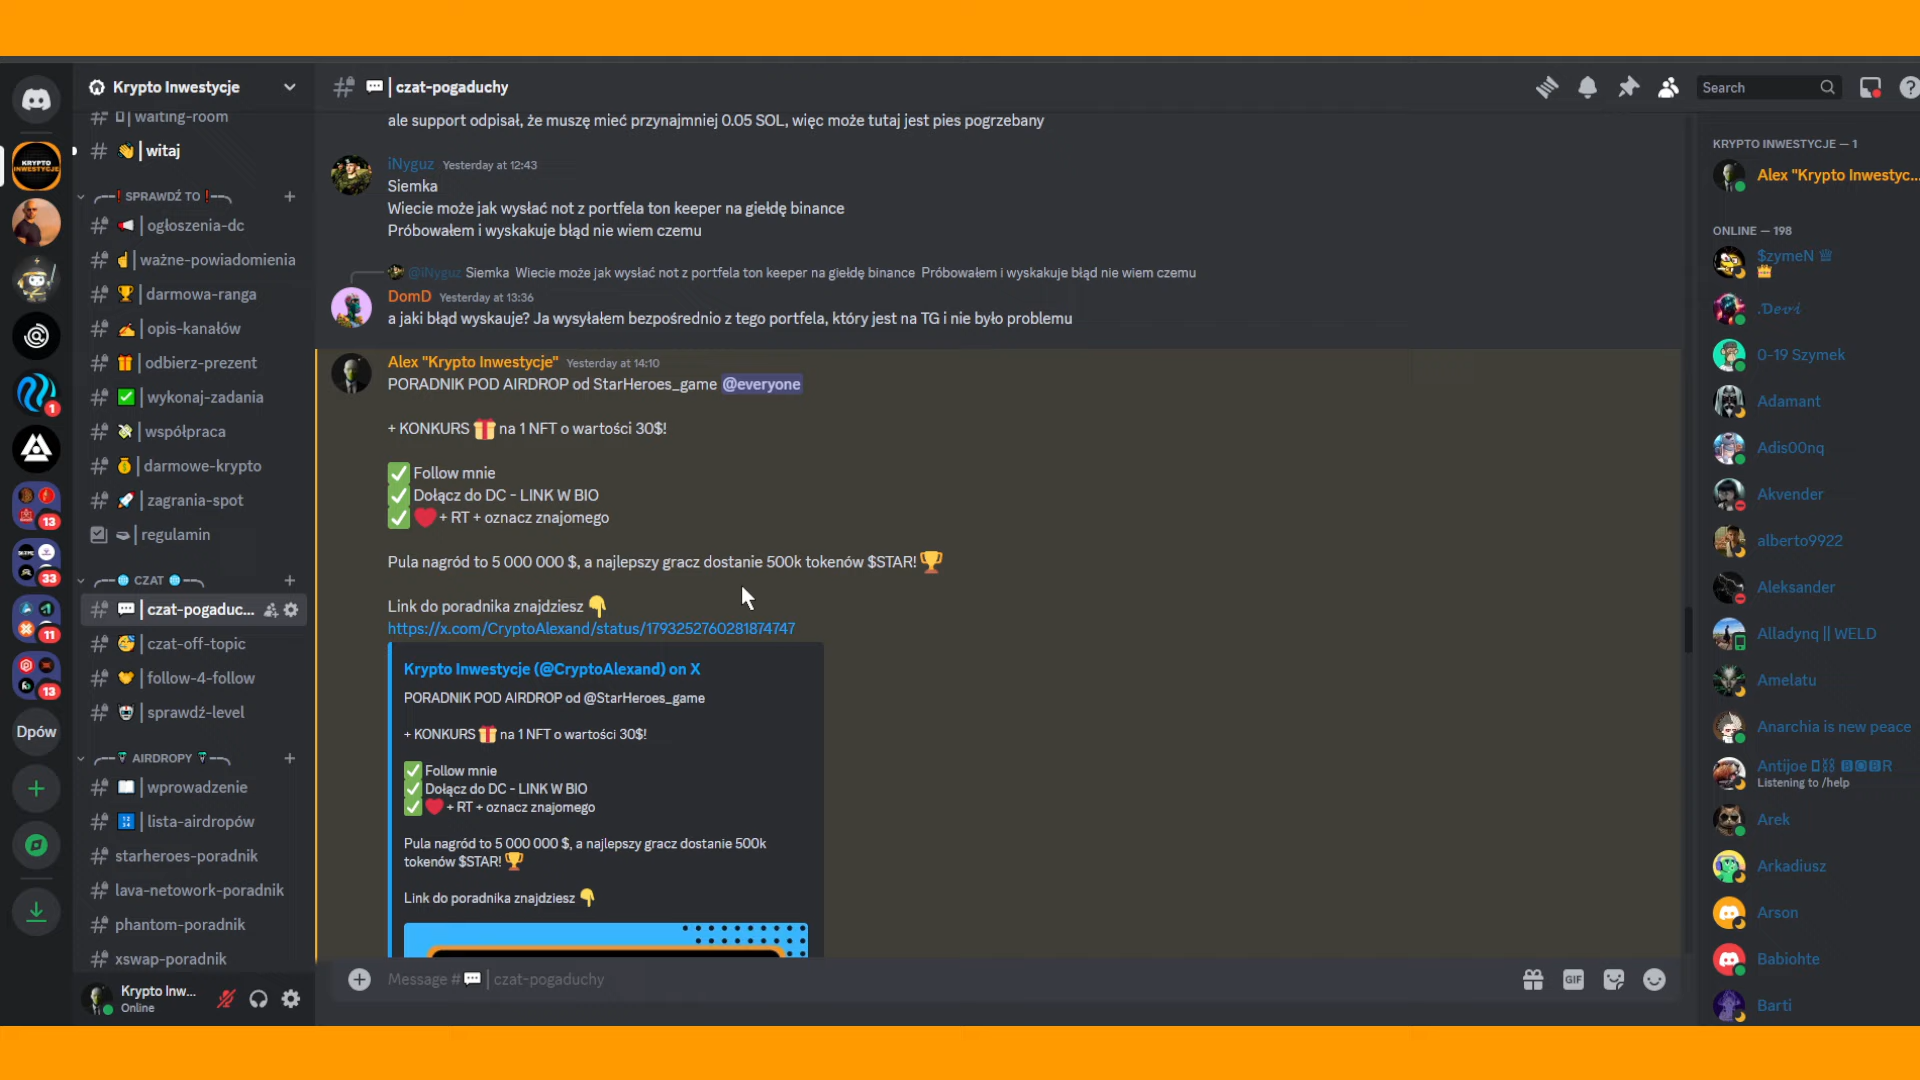 Krypto Inwestycje
waiting-room
witaj
SPRAWDŹ TO
ogłoszenia-dc
ważne-powiadomienia
darmowa-ranga
opis-kanałów
odbierz-prezent
wykonaj-zadania
współpraca
darmowe-krypto
zagrania-spot
regulamin
CZAT
czat-pogaduc...
czat-off-topic
follow-4-follow
sprawdź-level
AIRDROPY
wprowadzenie
lista-airdropów
starheroes-poradnik
lava-netowork-poradnik
phantom-poradnik
xswap-poradnik
Krypto Inw...
Online
KRYPTO INWESTYCJE
1
13
33
11
13
Dpów
czat-pogaduchy
Search
ale support odpisał, że muszę mieć przynajmniej 0.05 SOL, więc może tutaj jest pies pogrzebany
iNyguz Yesterday at 12:43
Siemka
Wiecie może jak wysłać not z portfela ton keeper na giełdę binance
Próbowałem i wyskakuje błąd nie wiem czemu
@iNyguz Siemka Wiecie może jak wysłać not z portfela ton keeper na giełdę binance Próbowałem i wyskakuje błąd nie wiem czemu
DomD Yesterday at 13:36
a jaki błąd wyskauje? Ja wysyłałem bezpośrednio z tego portfela, który jest na TG i nie było problemu
Alex "Krypto Inwestycje" Yesterday at 14:10
PORADNIK POD AIRDROP od StarHeroes_game @everyone
+ KONKURS 🎁 na 1 NFT o wartości 30$!
✅ Follow mnie
✅ Dołącz do DC - LINK W BIO
✅ ❤️ + RT + oznacz znajomego
Pula nagród to 5 000 000 $, a najlepszy gracz dostanie 500k tokenów $STAR! 🏆
Link do poradnika znajdziesz 👇
https://x.com/CryptoAlexand/status/1793252760281874747
Krypto Inwestycje (@CryptoAlexand) on X
PORADNIK POD AIRDROP od @StarHeroes_game
+ KONKURS 🎁 na 1 NFT o wartości 30$!
✅ Follow mnie
✅ Dołącz do DC - LINK W BIO
✅ ❤️ + RT + oznacz znajomego
Pula nagród to 5 000 000 $, a najlepszy gracz dostanie 500k
tokenów $STAR! 🏆
Link do poradnika znajdziesz 👇
Message # 💬 | czat-pogaduchy
GIF
KRYPTO INWESTYCJE — 1
Alex "Krypto Inwestyc...
ONLINE — 198
$zymeN ♕
.𝓓𝓮𝓿𝓲
0-19 Szymek
Adamant
Adis00nq
Akvender
alberto9922
Aleksander
Alladynq || WELD
Amelatu
Anarchia is new peace
Antijoe
Listening to /help
Arek
Arkadiusz
Arson
Babiohte
Barti